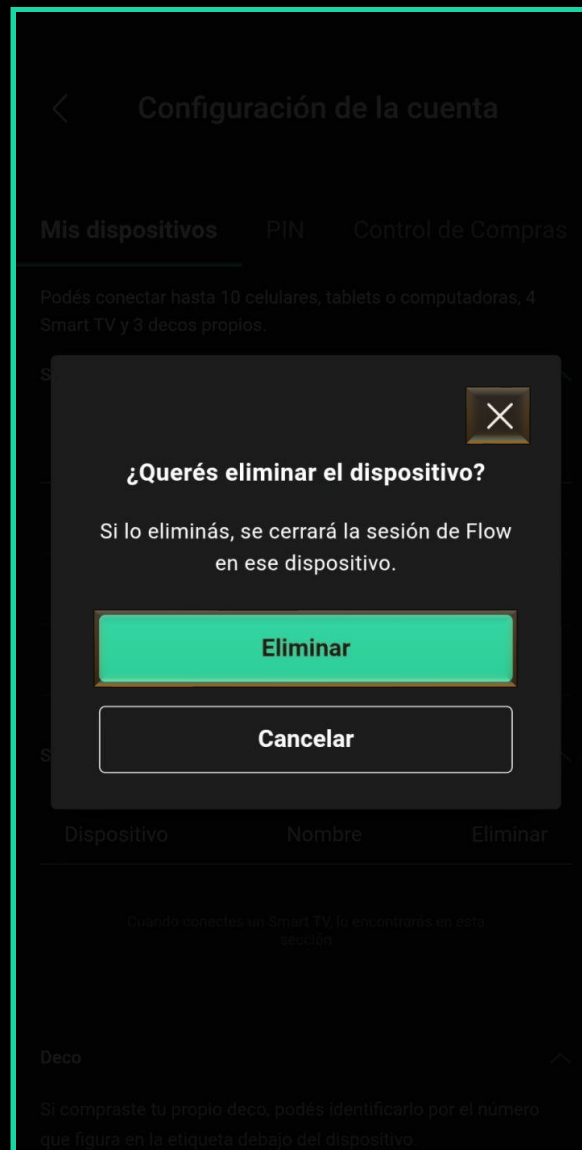 Configuración de la cuenta
Mis dispositivos PIN Control de Compras
Podés conectar hasta 10 celulares, tablets o computadoras, 4
Smart TV y 3 decos propios.
S
¿Querés eliminar el dispositivo?
Si lo eliminás, se cerrará la sesión de Flow
en ese dispositivo.
Eliminar
Cancelar
S
Dispositivo Nombre Eliminar
Cuando conectes un Smart TV, lo encontrarás en esta
sección.
Deco
Si compraste tu propio deco, podés identificarlo por el número
que figura en la etiqueta debajo del dispositivo.